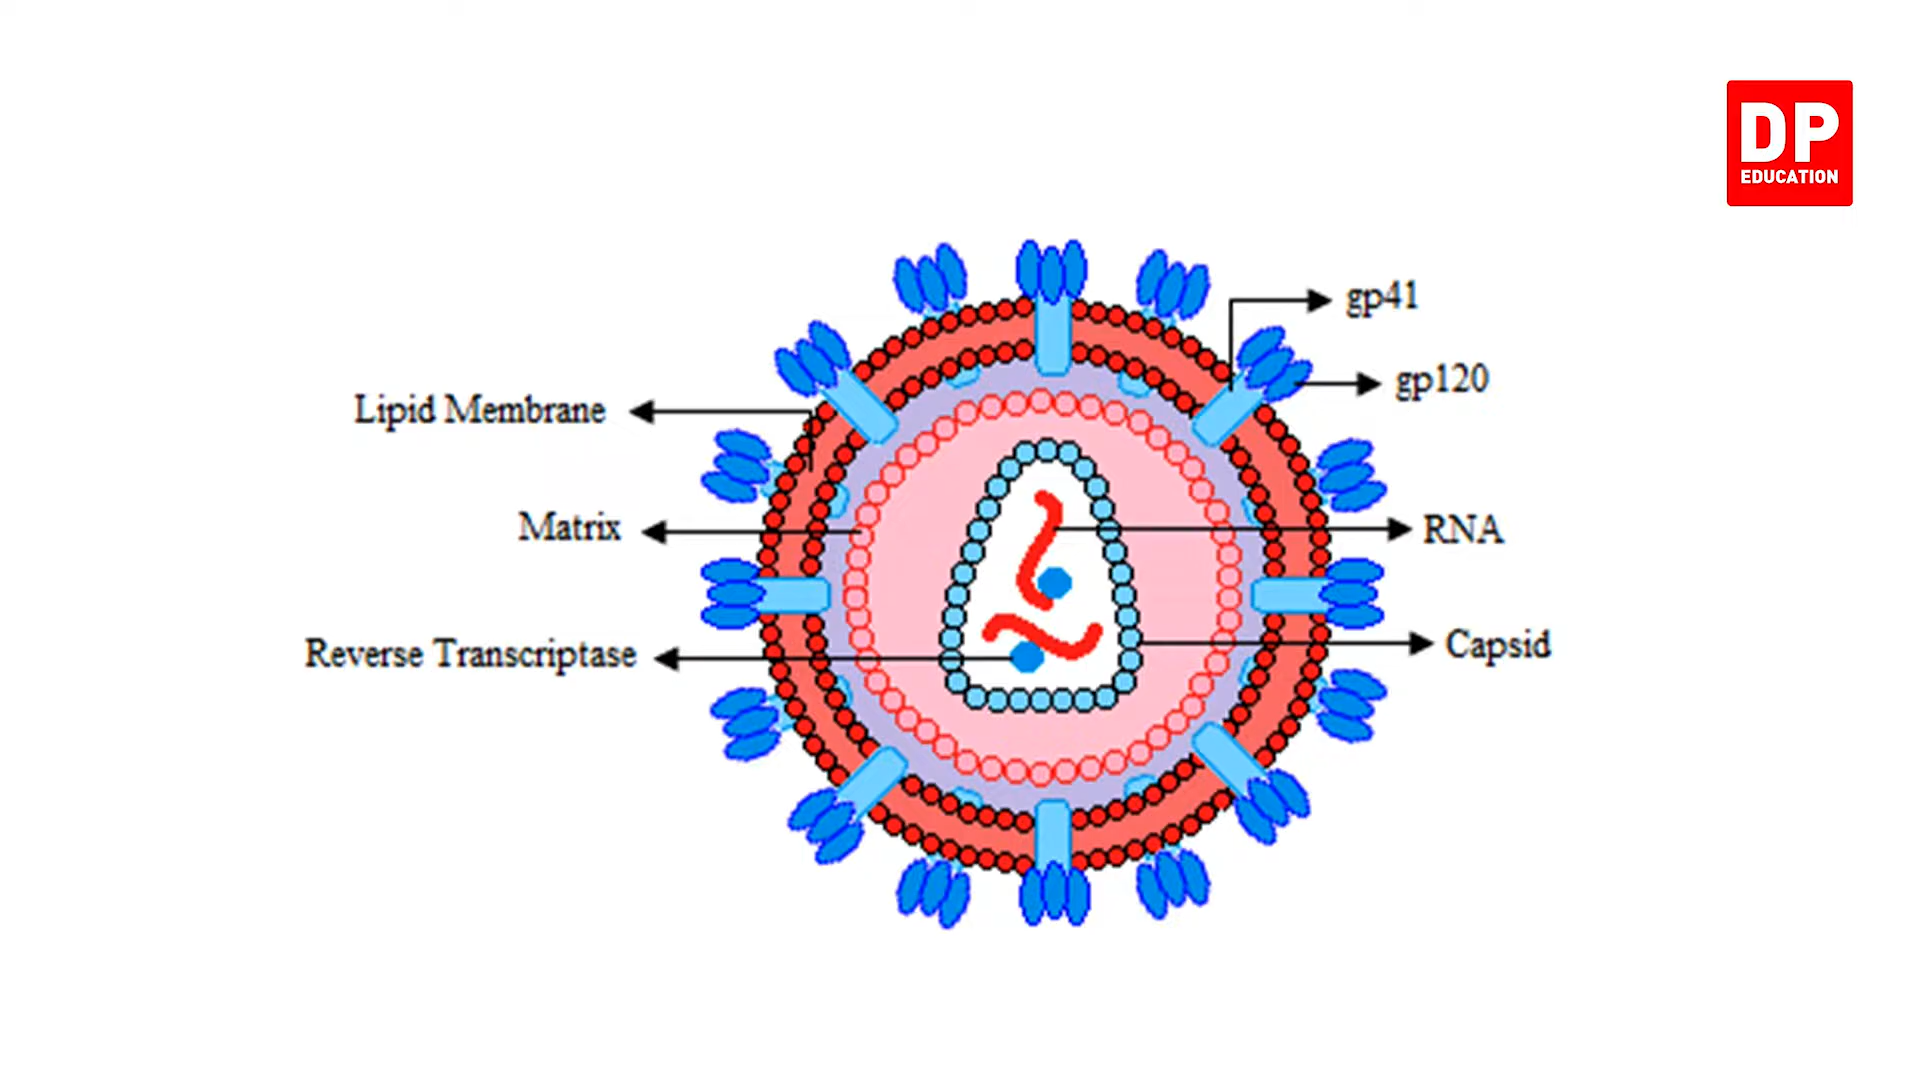 DP
EDUCATION
gp41
gp120
Lipid Membrane
Matrix
RNA
Reverse Transcriptase
Capsid